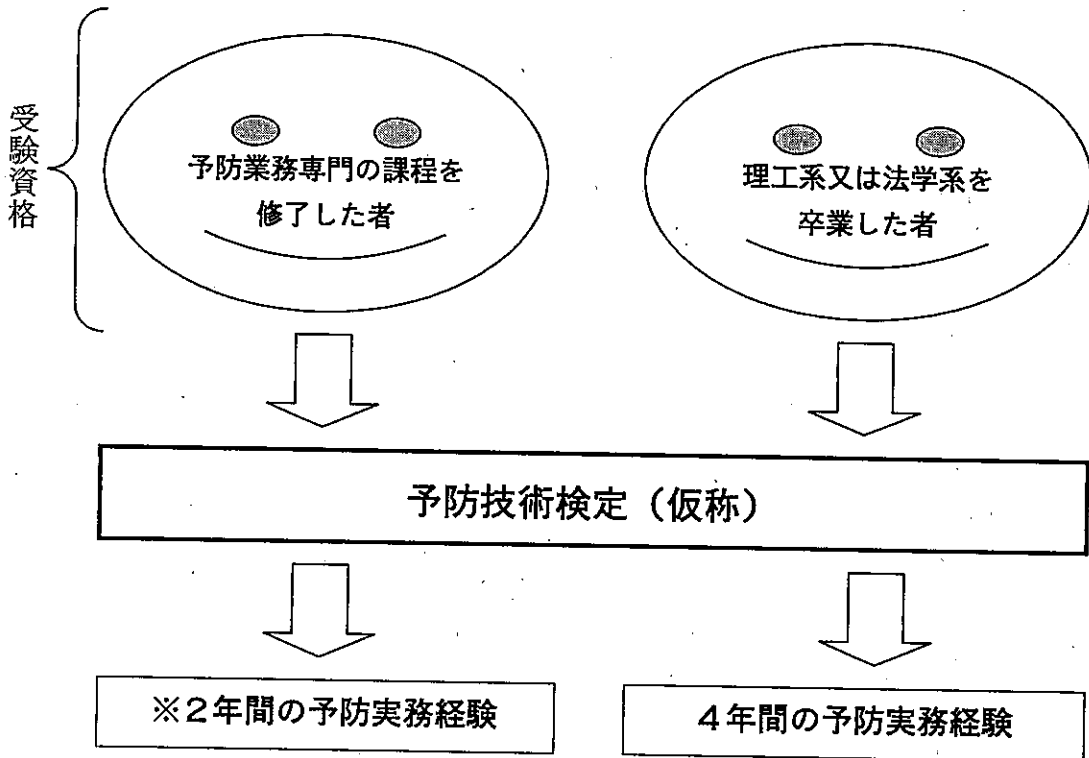 受験資格
予防業務専門の課程を
修了した者
理工系又は法学系を
卒業した者
予防技術検定（仮称）
※2年間の予防実務経験
4年間の予防実務経験